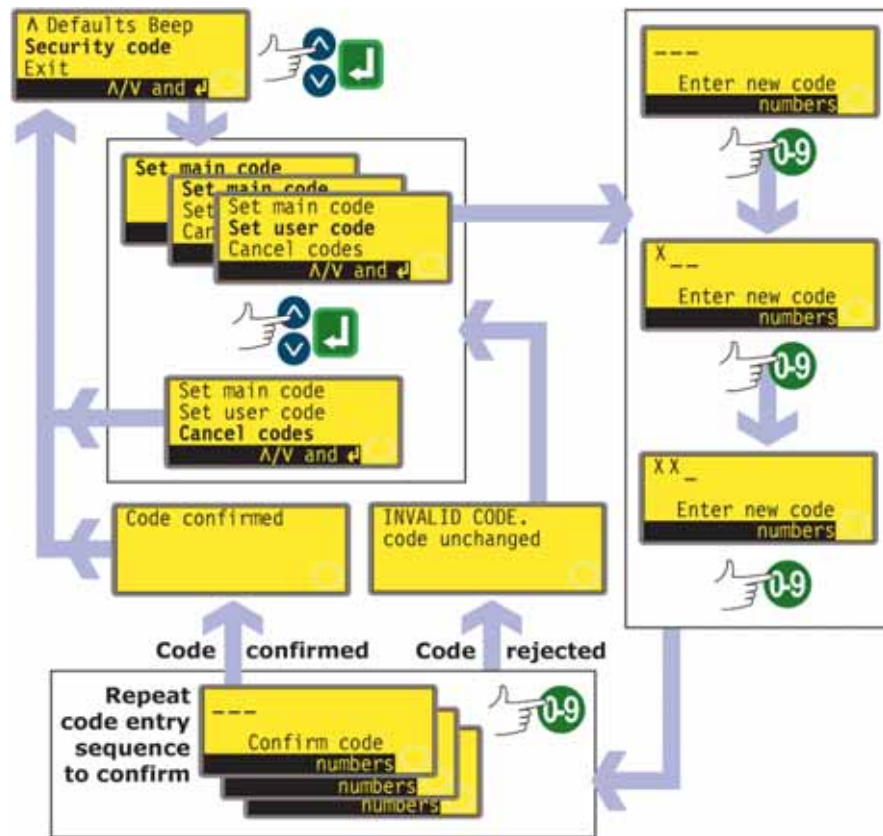 ∧ Defaults Beep
Security code
Exit
∧/∨ and ↵
Set main code
Set main code
Set
Can
Set main code
Set user code
Cancel codes
∧/∨ and ↵
Set main code
Set user code
Cancel codes
∧/∨ and ↵
_ _ _
Enter new code
numbers
0-9
X _ _
Enter new code
numbers
0-9
X X _
Enter new code
numbers
0-9
Code confirmed
INVALID CODE.
code unchanged
Code confirmed
Code rejected
Repeat
code entry
sequence
to confirm
_ _ _
Confirm code
numbers
numbers
numbers
0-9